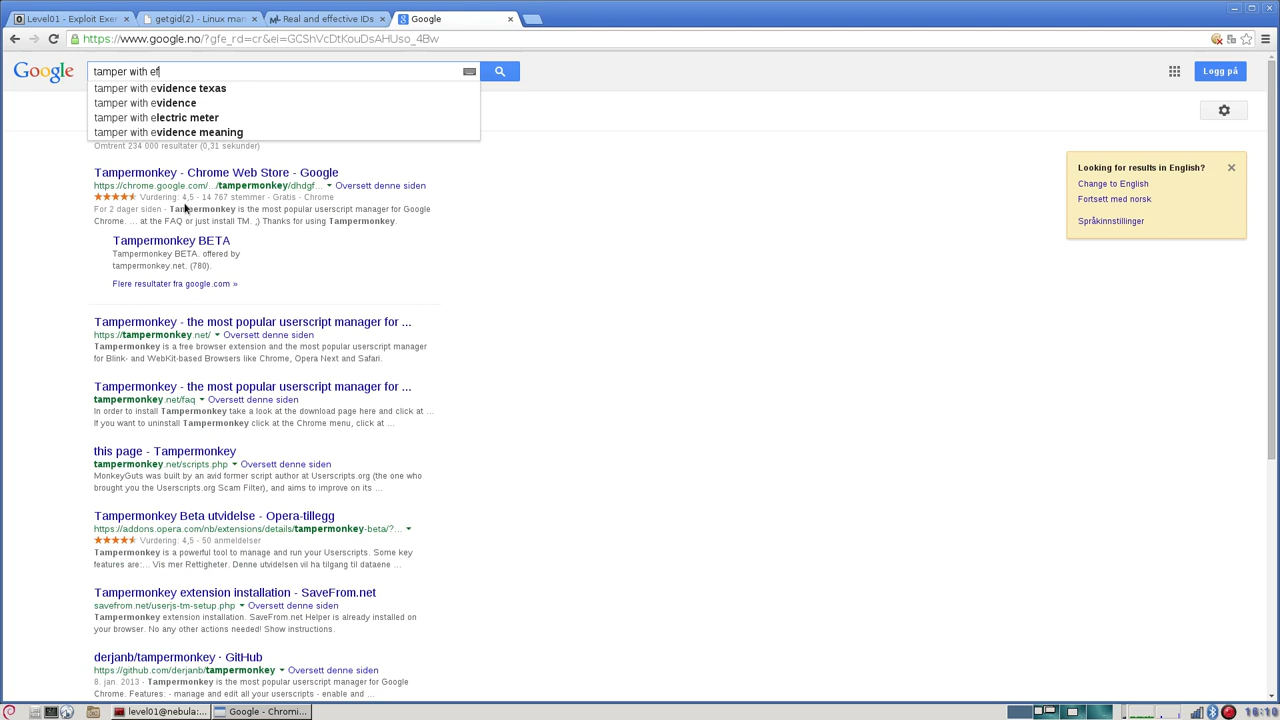 Level01 - Exploit Exer
getgid(2) - Linux man
Real and effective IDs
Google
https://www.google.no/?gfe_rd=cr&ei=GCShVcDtKouDsAHUso_4Bw
Google
tamper with ef
Logg på
tamper with evidence texas
tamper with evidence
tamper with electric meter
tamper with evidence meaning
Omtrent 234 000 resultater (0,31 sekunder)
Looking for results in English?
Change to English
Fortsett med norsk
Språkinnstillinger
Tampermonkey - Chrome Web Store - Google
https://chrome.google.com/.../tampermonkey/dhdgf... Oversett denne siden
Vurdering: 4,5 - 14 767 stemmer - Gratis - Chrome
For 2 dager siden - Tampermonkey is the most popular userscript manager for Google
Chrome. ... at the FAQ or just install TM. ;) Thanks for using Tampermonkey.
Tampermonkey BETA
Tampermonkey BETA. offered by
tampermonkey.net. (780).
Flere resultater fra google.com »
Tampermonkey - the most popular userscript manager for ...
https://tampermonkey.net/ Oversett denne siden
Tampermonkey is a free browser extension and the most popular userscript manager
for Blink- and WebKit-based Browsers like Chrome, Opera Next and Safari.
Tampermonkey - the most popular userscript manager for ...
tampermonkey.net/faq Oversett denne siden
In order to install Tampermonkey take a look at the download page here and click at ...
If you want to uninstall Tampermonkey click at the Chrome menu, click at ...
this page - Tampermonkey
tampermonkey.net/scripts.php Oversett denne siden
MonkeyGuts was built by an avid former script author at Userscripts.org (the one who
brought you the Userscripts.org Scam Filter), and aims to improve on its ...
Tampermonkey Beta utvidelse - Opera-tillegg
https://addons.opera.com/nb/extensions/details/tampermonkey-beta/?...
Vurdering: 4,5 - 50 anmeldelser
Tampermonkey is a powerful tool to manage and run your Userscripts. Some key
features are:... Vis mer Rettigheter. Denne utvidelsen vil ha tilgang til dataene ...
Tampermonkey extension installation - SaveFrom.net
savefrom.net/userjs-tm-setup.php Oversett denne siden
Tampermonkey extension installation. SaveFrom.net Helper is already installed on
your browser. No any other actions needed! Show instructions.
derjanb/tampermonkey · GitHub
https://github.com/derjanb/tampermonkey Oversett denne siden
8. jan. 2013 - Tampermonkey is the most popular userscript manager for Google
Chrome. Features: - manage and edit all your userscripts - enable and ...
level01@nebula:...
Google - Chromi...
16:10